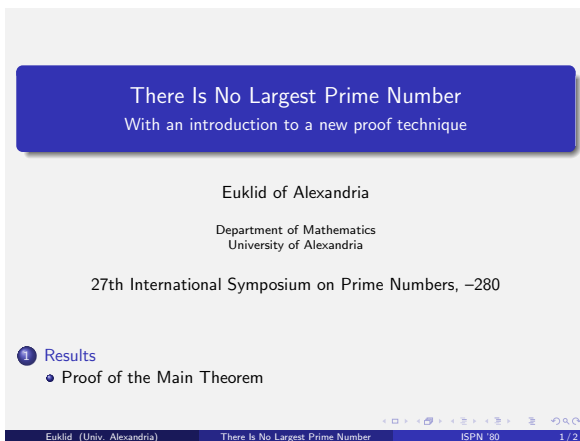 There Is No Largest Prime Number
With an introduction to a new proof technique
Euklid of Alexandria
Department of Mathematics
University of Alexandria
27th International Symposium on Prime Numbers, –280
1 Results
Proof of the Main Theorem
Euklid (Univ. Alexandria) There Is No Largest Prime Number ISPN '80 1 / 2